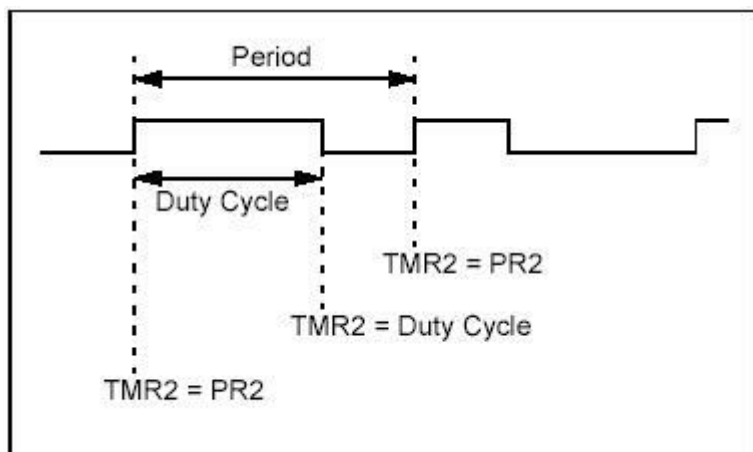 Period
Duty Cycle
TMR2 = PR2
TMR2 = Duty Cycle
TMR2 = PR2